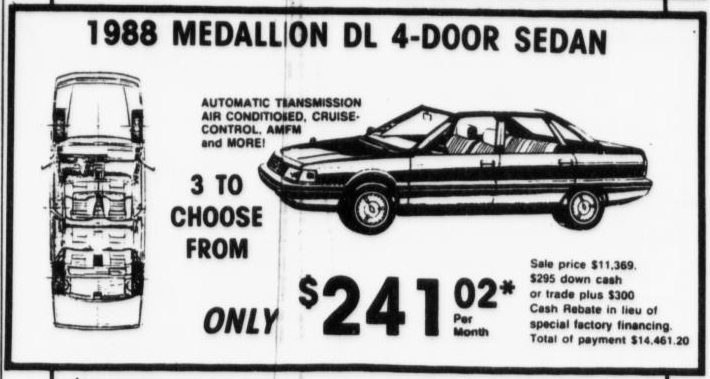 1988 MEDALLION DL 4-DOOR SEDAN
AUTOMATIC TRANSMISSION
AIR CONDITIONED, CRUISE-
CONTROL, AMFM
and MORE!
3 TO
CHOOSE
FROM
ONLY $241.02*
Per
Month
Sale price $11,369.
$295 down cash
or trade plus $300
Cash Rebate in lieu of
special factory financing.
Total of payment $14.461.20